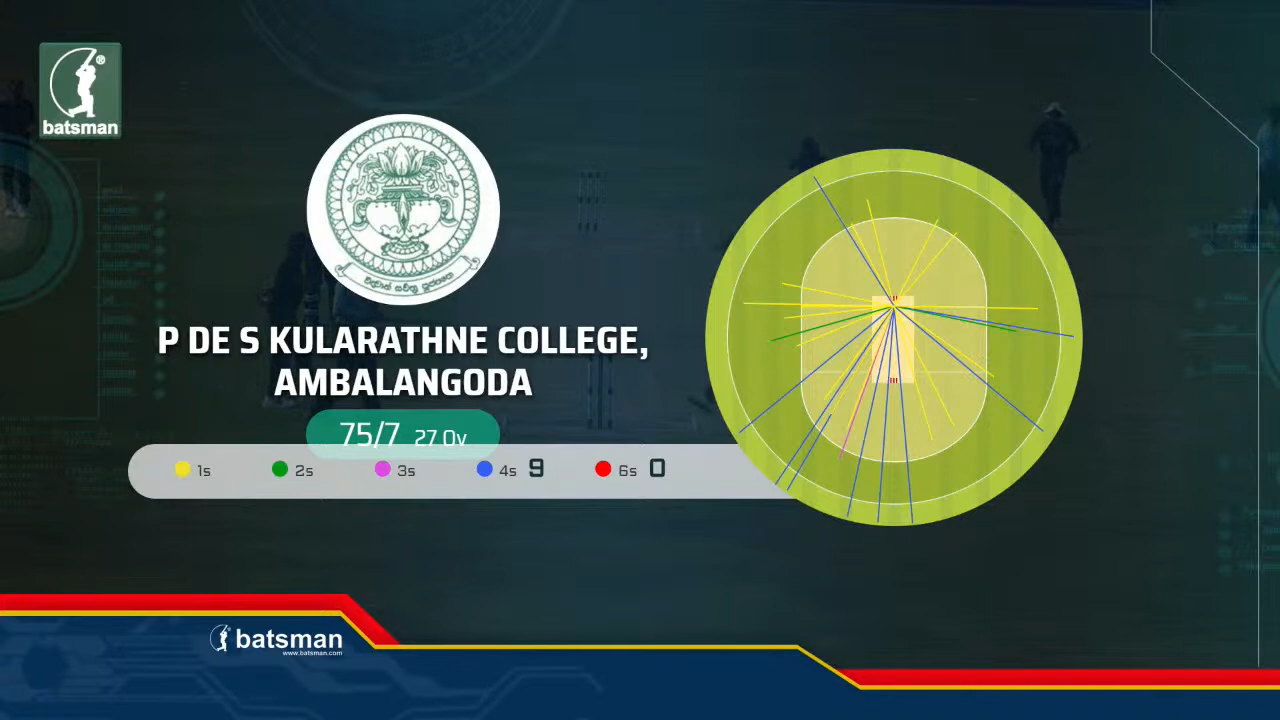 batsman
P DE S KULARATHNE COLLEGE,
AMBALANGODA
75/7 27 Ov
1s 2s 3s 4s 9 6s 0
batsman
www.batsman.com